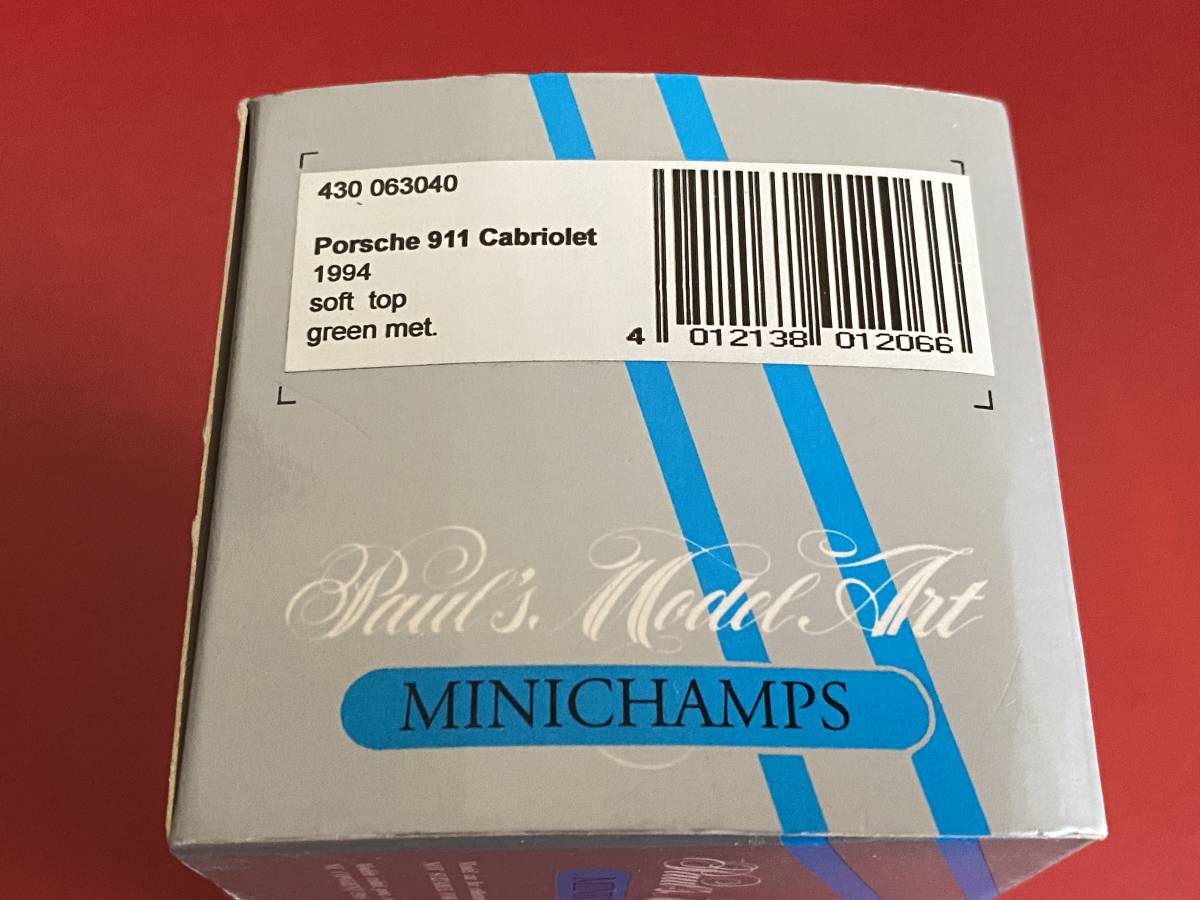 430 063040
Porsche 911 Cabriolet
1994
soft top
green met.
4 012138 012066
Paul's Model Art
MINICHAMPS